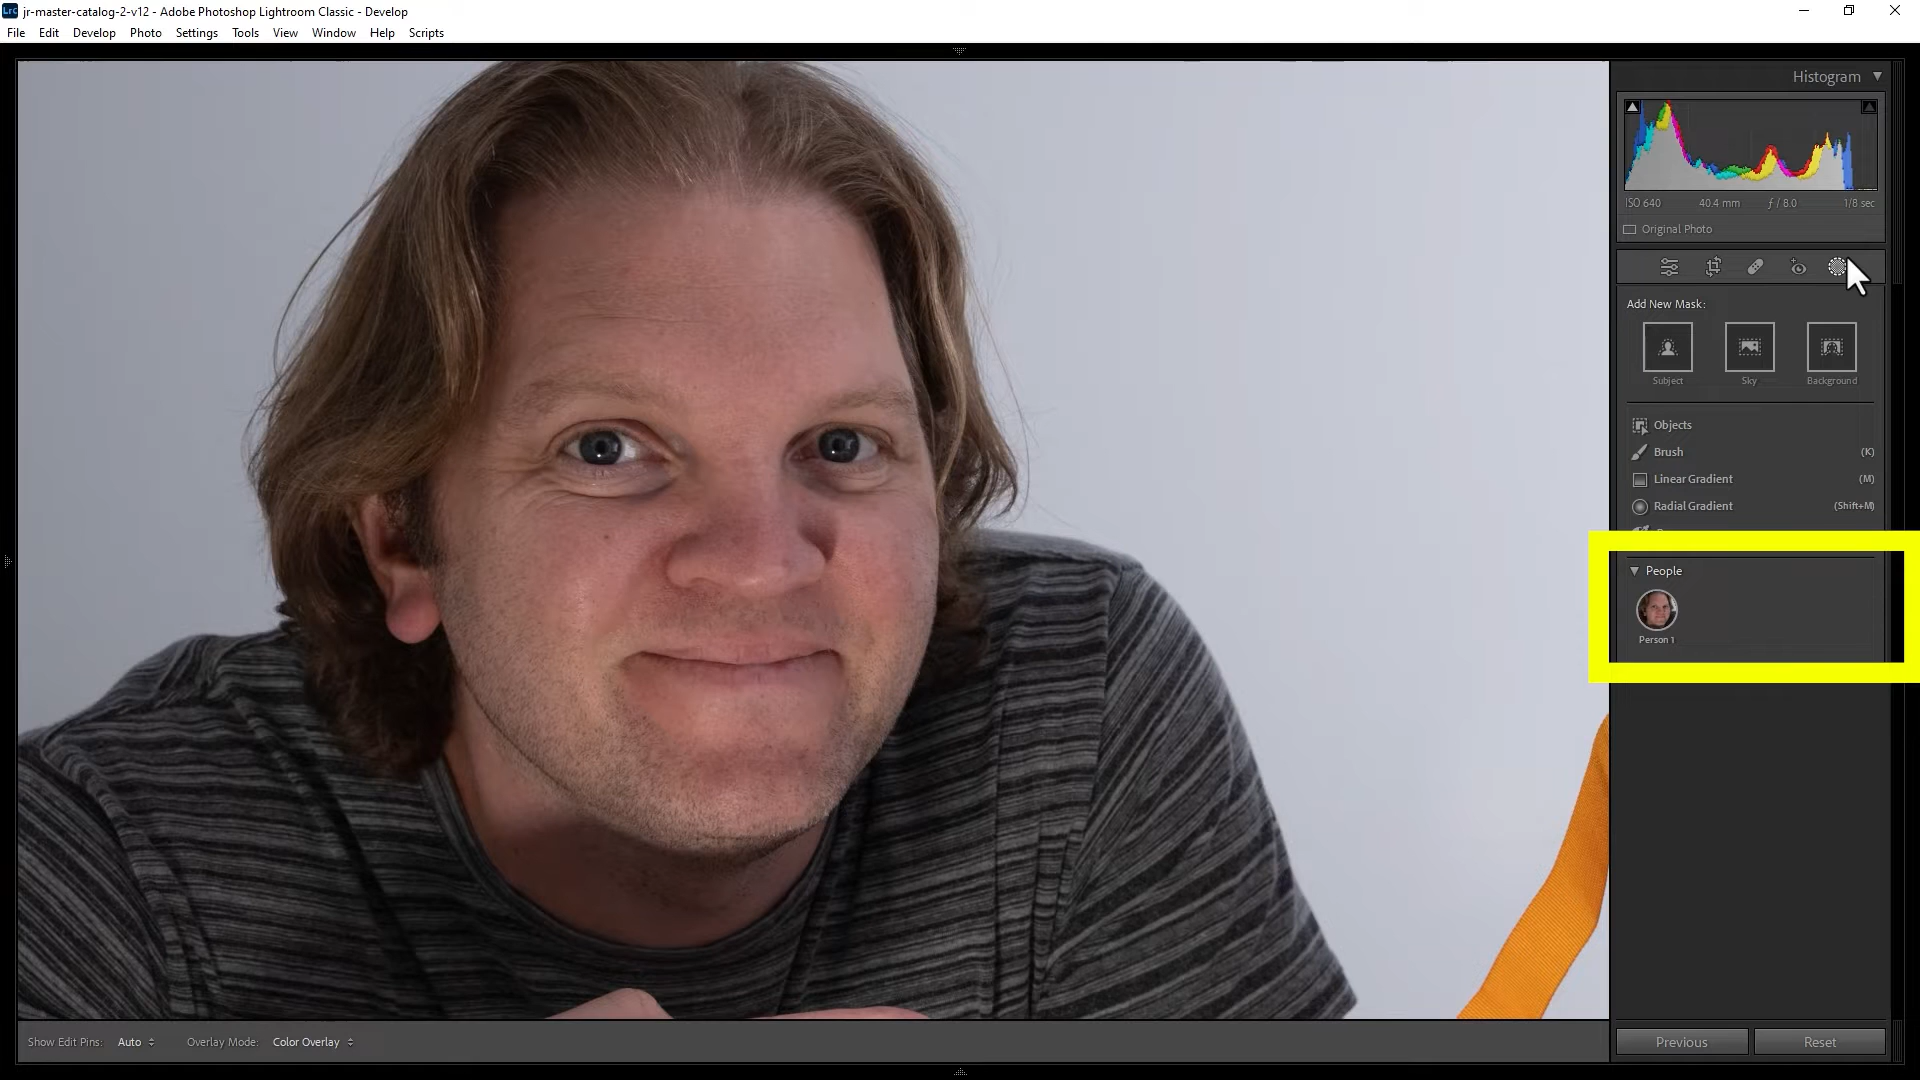 Lrc jr-master-catalog-2-v12 - Adobe Photoshop Lightroom Classic - Develop
File Edit Develop Photo Settings Tools View Window Help Scripts
Histogram
ISO 640 40.4 mm ƒ / 8.0 1/8 sec
Original Photo
Add New Mask:
Subject Sky Background
Objects
Brush (K)
Linear Gradient (M)
Radial Gradient (Shift+M)
People
Person 1
Show Edit Pins: Auto Overlay Mode: Color Overlay
Previous Reset